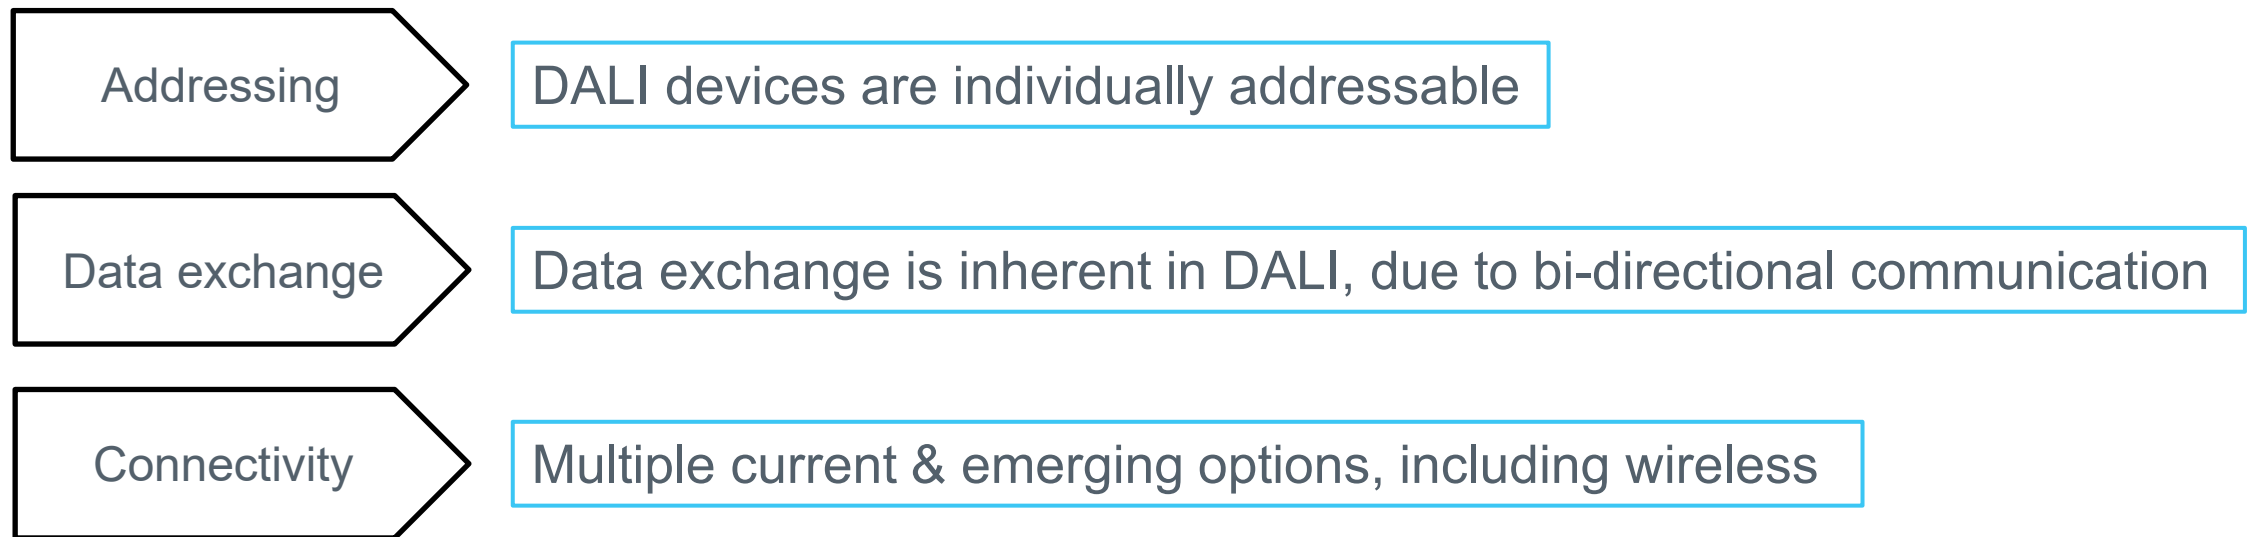 Addressing
DALI devices are individually addressable
Data exchange
Data exchange is inherent in DALI, due to bi-directional communication
Connectivity
Multiple current & emerging options, including wireless